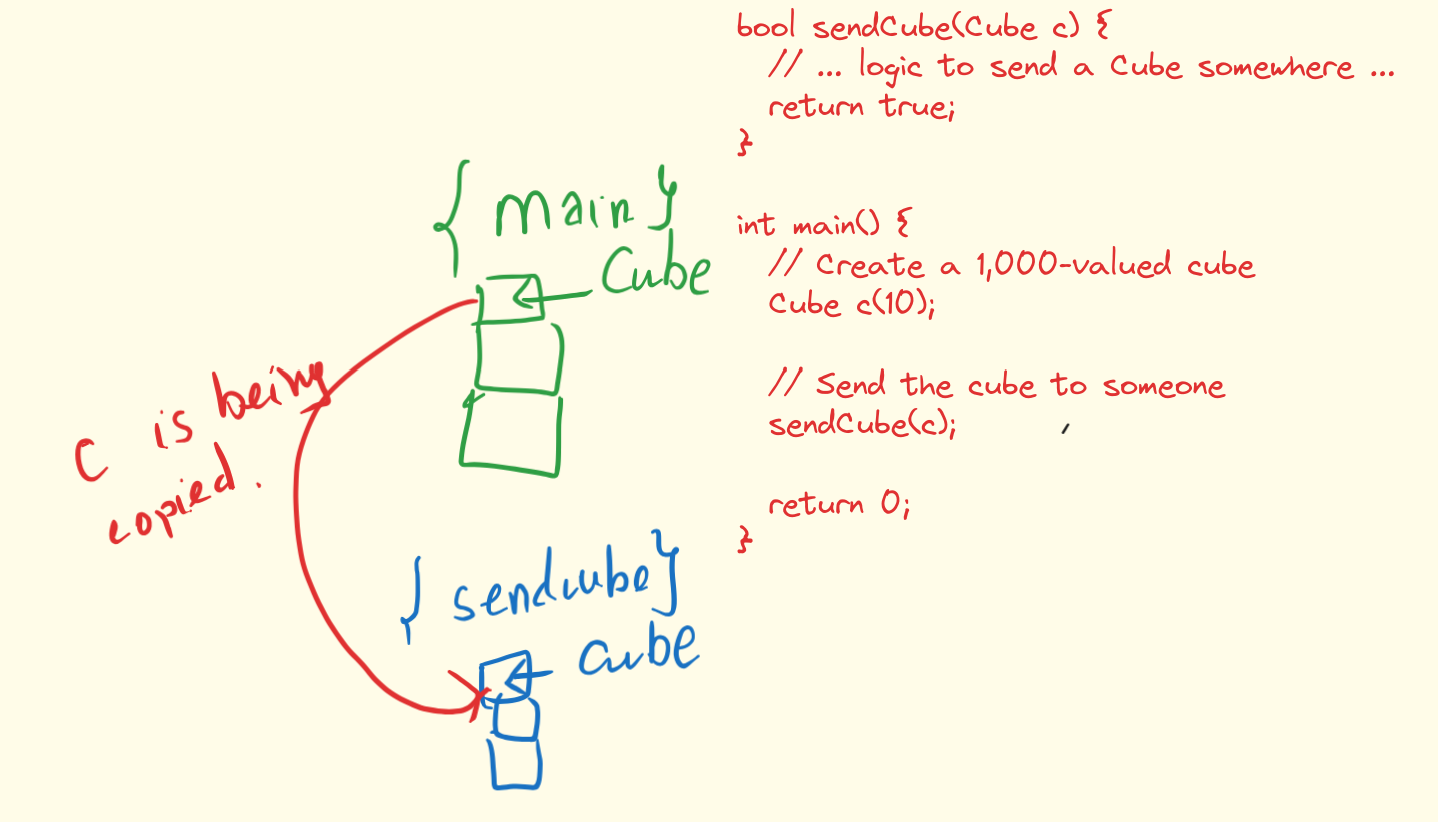 bool sendCube(Cube c) {
// ... logic to send a Cube somewhere ...
return true;
}
int main() {
// Create a 1,000-valued cube
Cube c(10);
// Send the cube to someone
sendCube(c);
return 0;
}
{ main }
Cube
C is being
copied.
{ sendcube}
cube